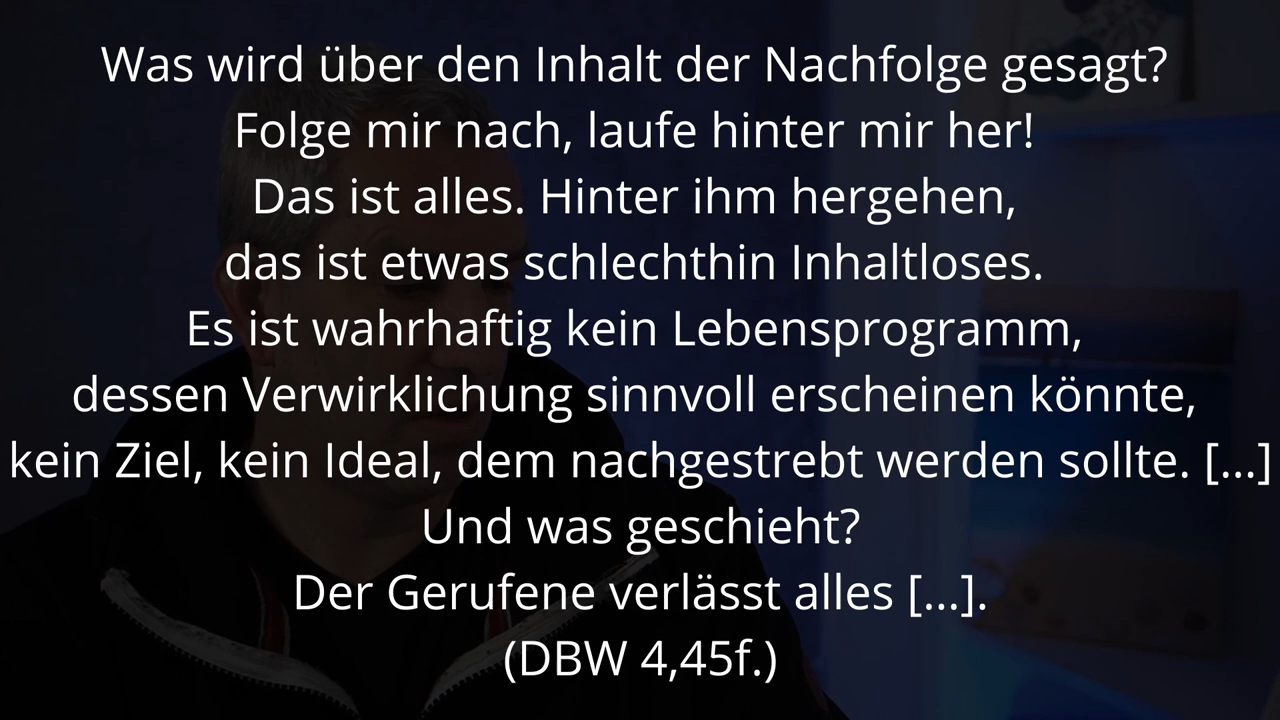 Was wird über den Inhalt der Nachfolge gesagt?
Folge mir nach, laufe hinter mir her!
Das ist alles. Hinter ihm hergehen,
das ist etwas schlechthin Inhaltloses.
Es ist wahrhaftig kein Lebensprogramm,
dessen Verwirklichung sinnvoll erscheinen könnte,
kein Ziel, kein Ideal, dem nachgestrebt werden sollte. [...]
Und was geschieht?
Der Gerufene verlässt alles [...].
(DBW 4,45f.)